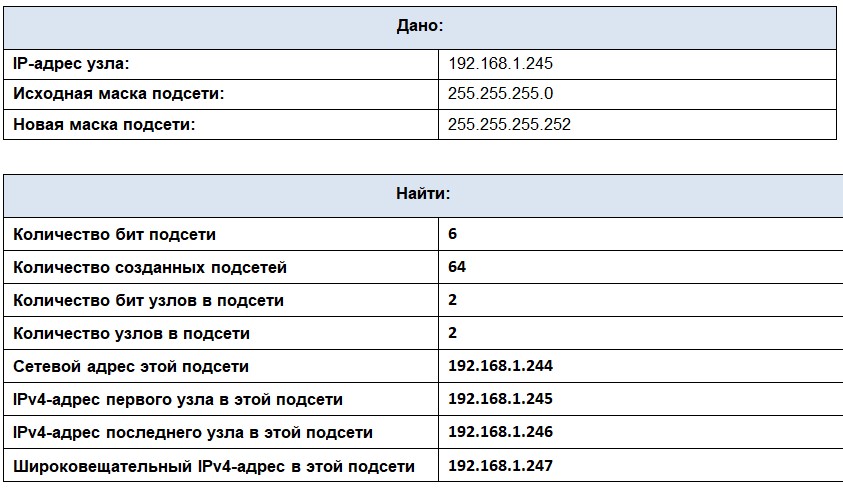 Дано:
IP-адрес узла: 192.168.1.245
Исходная маска подсети: 255.255.255.0
Новая маска подсети: 255.255.255.252
Найти:
Количество бит подсети 6
Количество созданных подсетей 64
Количество бит узлов в подсети 2
Количество узлов в подсети 2
Сетевой адрес этой подсети 192.168.1.244
IPv4-адрес первого узла в этой подсети 192.168.1.245
IPv4-адрес последнего узла в этой подсети 192.168.1.246
Широковещательный IPv4-адрес в этой подсети 192.168.1.247